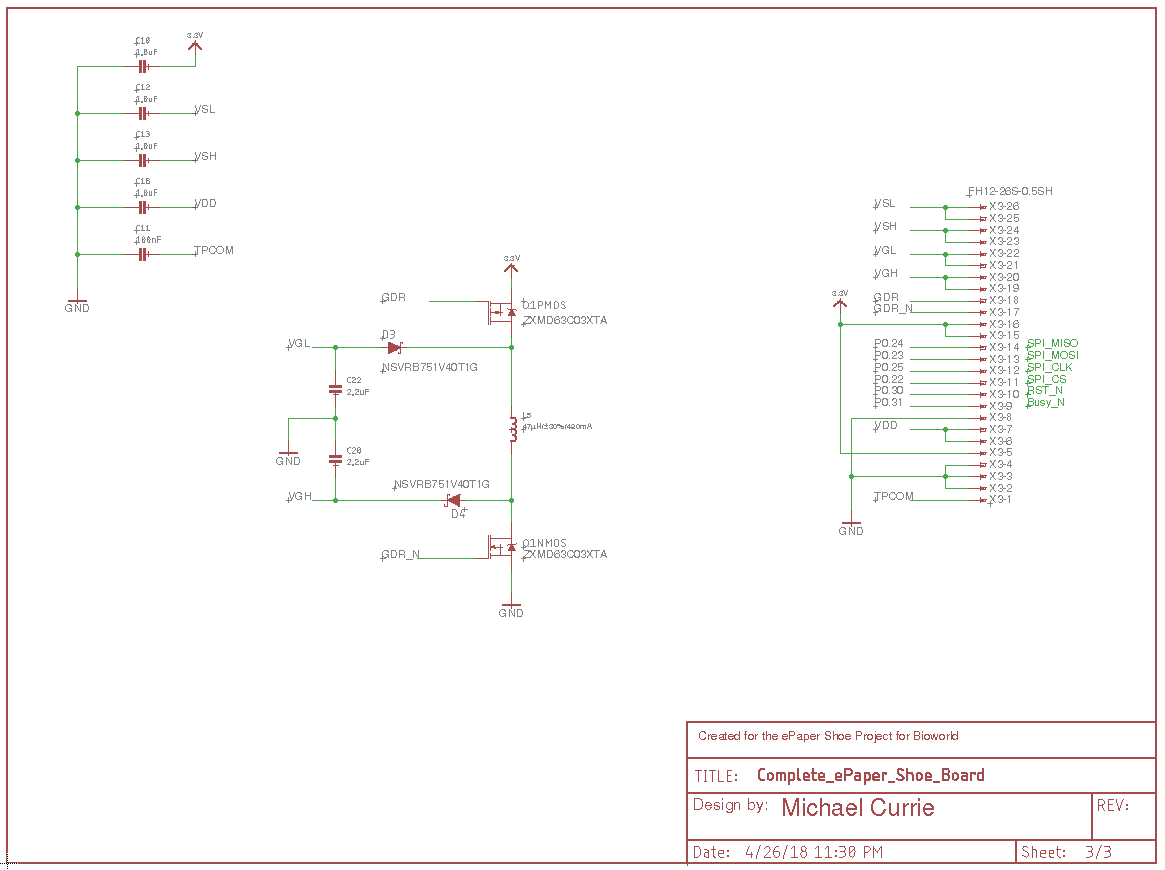 C10
1.0uF
3.3V
C12
1.0uF
VSL
C13
1.0uF
VSH
C18
1.0uF
VDD
C11
100nF
TPCOM
GND
3.3V
GDR
Q1PMOS
ZXMD63C03XTA
D3
VGL
NSVRB751V40T1G
C22
2.2uF
L5
47µH/±30%/420mA
C20
2.2uF
GND
NSVRB751V40T1G
VGH
D4
Q1NMOS
GDR_N
ZXMD63C03XTA
GND
FH12-26S-0.5SH
VSL
X3-26
X3-25
VSH
X3-24
X3-23
VGL
X3-22
X3-21
VGH
X3-20
X3-19
3.3V
GDR
X3-18
GDR_N
X3-17
X3-16
X3-15
P0.24
X3-14
SPI_MISO
P0.23
X3-13
SPI_MOSI
P0.25
X3-12
SPI_CLK
P0.22
X3-11
SPI_CS
P0.30
X3-10
RST_N
P0.31
X3-9
Busy_N
X3-8
VDD
X3-7
X3-6
X3-5
X3-4
X3-3
X3-2
TPCOM
X3-1
GND
Created for the ePaper Shoe Project for Bioworld
TITLE: Complete_ePaper_Shoe_Board
Design by: Michael Currie
REV:
Date: 4/26/18 11:30 PM
Sheet: 3/3